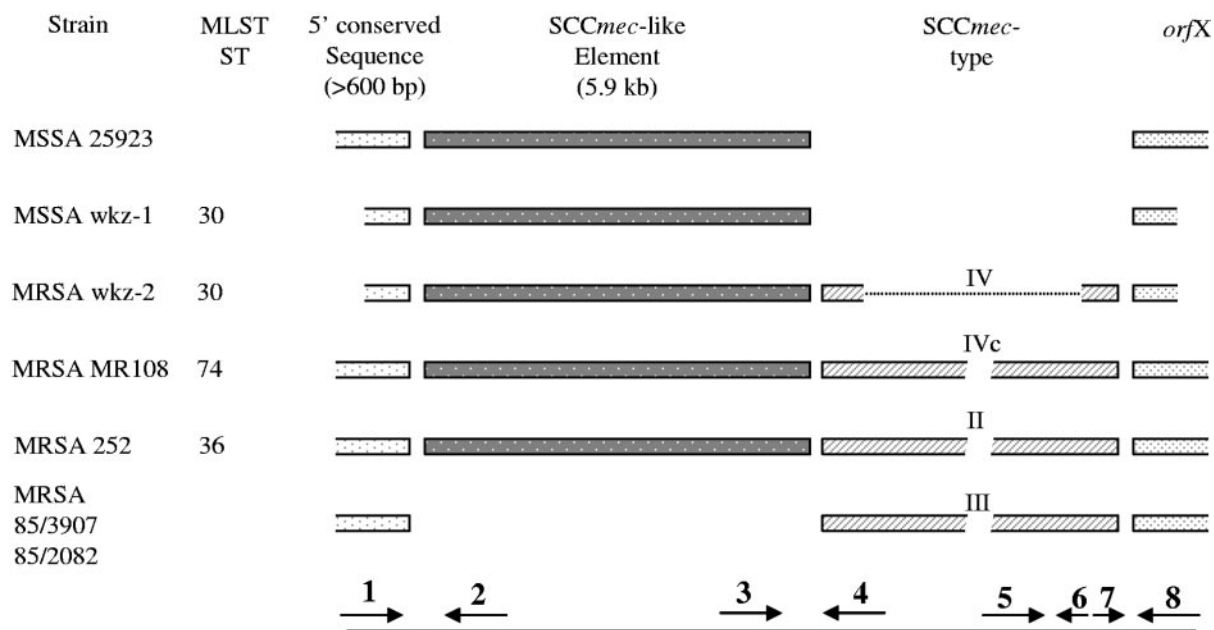 Strain MLST 5’ conserved SCCmec-like SCCmec- orfX
ST Sequence Element type
(>600 bp) (5.9 kb)
MSSA 25923
MSSA wkz-1 30
MRSA wkz-2 30 IV
IVc
MRSA MR108 74
II
MRSA 252 36
MRSA III
85/3907
85/2082
1 2 3 4 5 6 7 8